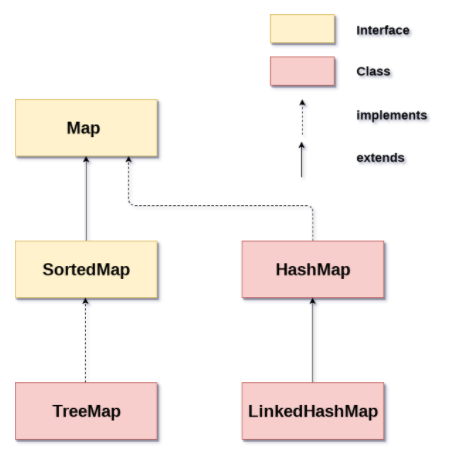 Interface
Class
implements
extends
Map
SortedMap
HashMap
TreeMap
LinkedHashMap